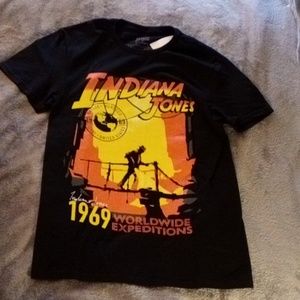 INDIANA
JONES
1969 WORLDWIDE
EXPEDITIONS